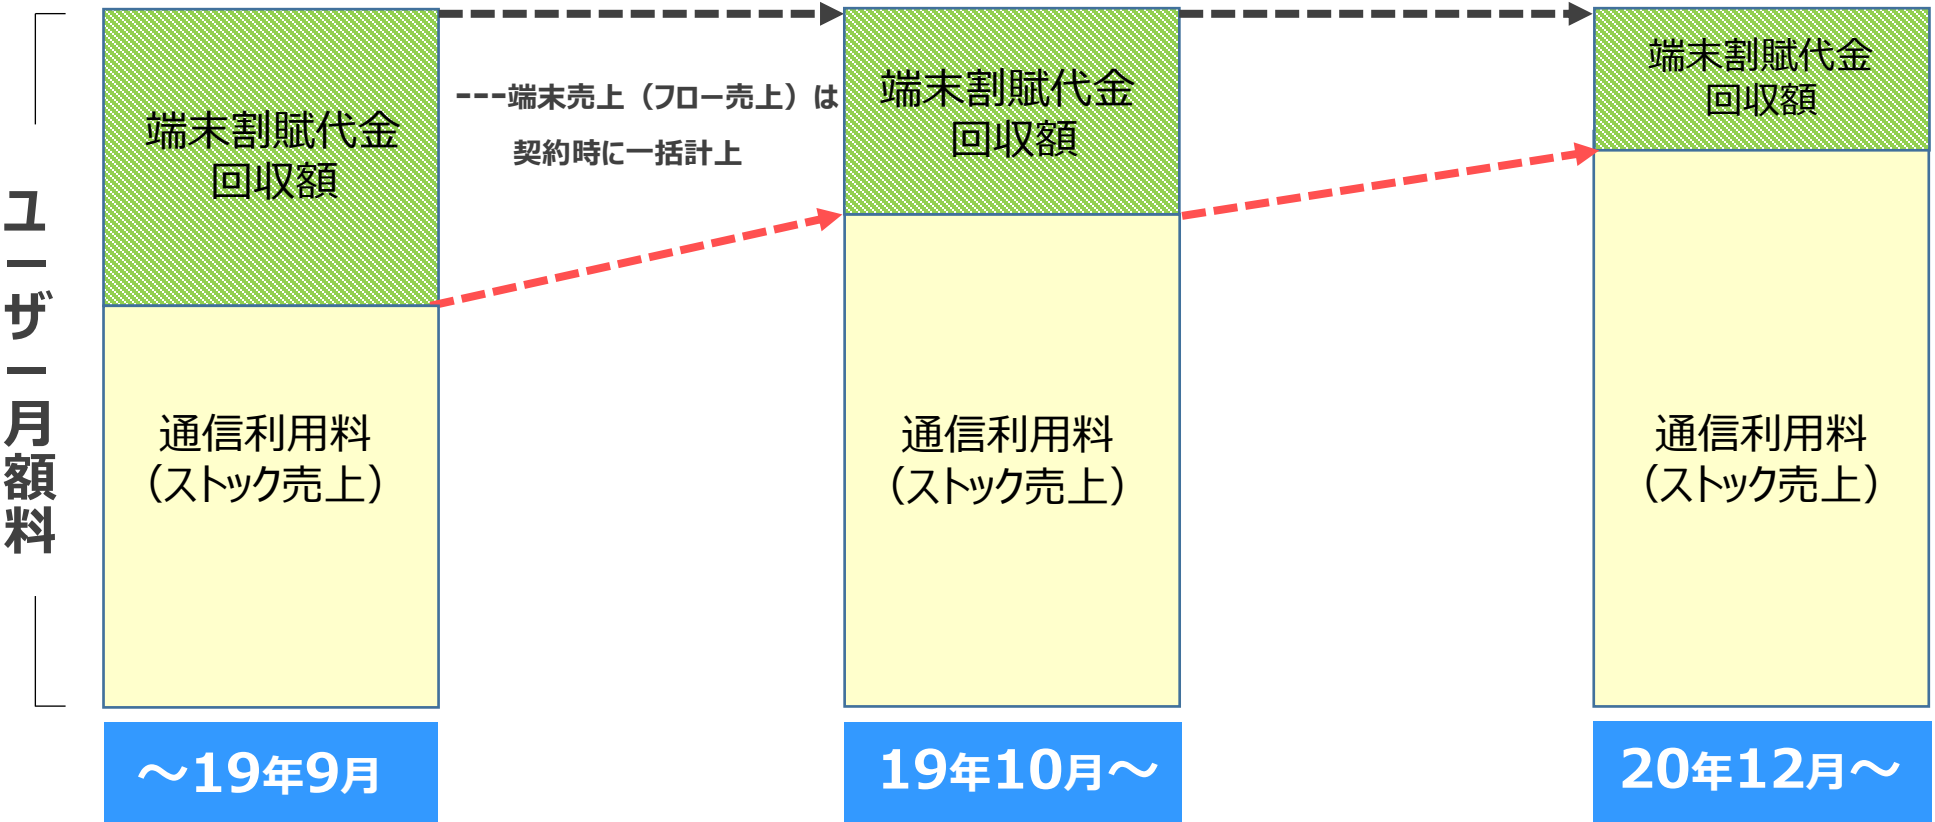 ユーザー月額料
端末割賦代金
回収額
通信利用料
（ストック売上）
～19年9月
---端末売上（フロー売上）は
契約時に一括計上
端末割賦代金
回収額
通信利用料
（ストック売上）
19年10月～
端末割賦代金
回収額
通信利用料
（ストック売上）
20年12月～